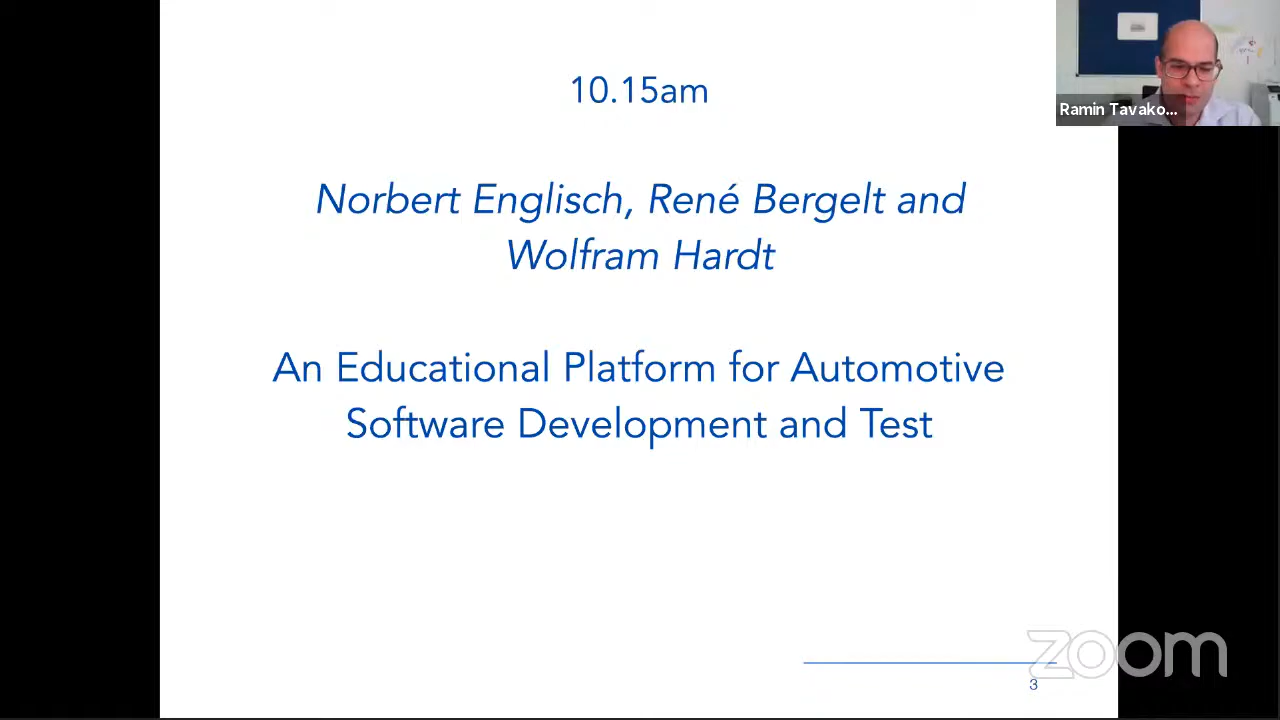 10.15am
Norbert Englisch, René Bergelt and
Wolfram Hardt
An Educational Platform for Automotive
Software Development and Test
3
Ramin Tavako...
zoom